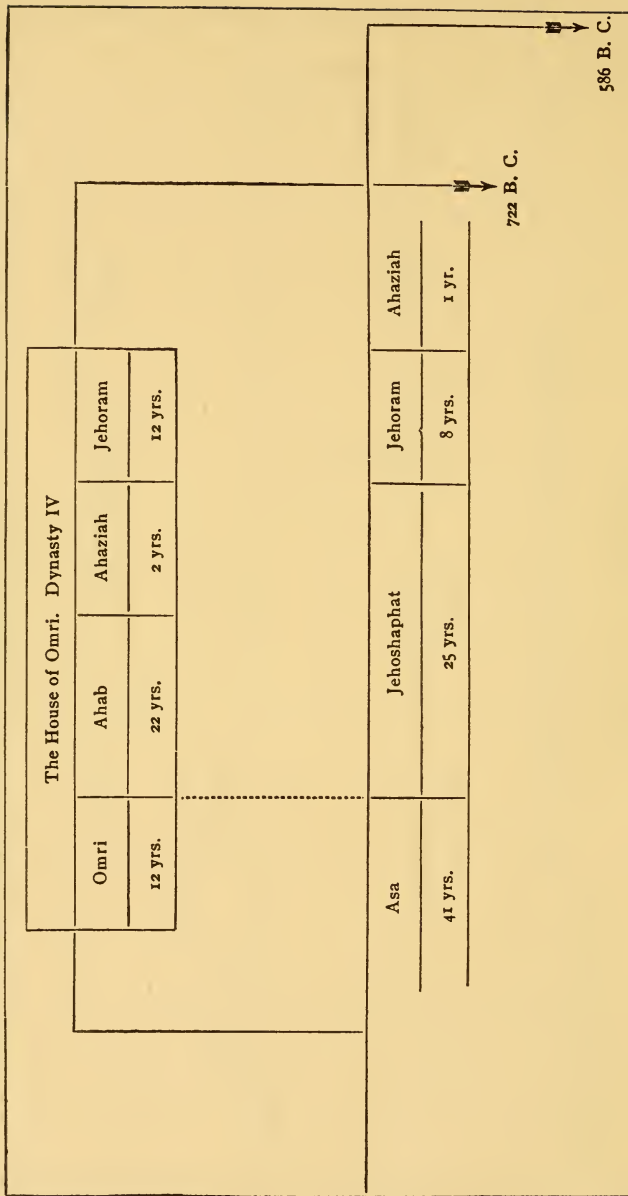 The House of Omri. Dynasty IV
Omri Ahab Ahaziah Jehoram
12 yrs. 22 yrs. 2 yrs. 12 yrs.
Asa Jehoshaphat Jehoram Ahaziah
41 yrs. 25 yrs. 8 yrs. 1 yr.
722 B. C.
586 B. C.